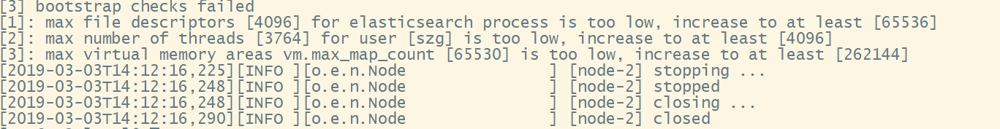 [3] bootstrap checks failed
[1]: max file descriptors [4096] for elasticsearch process is too low, increase to at least [65536]
[2]: max number of threads [3764] for user [szg] is too low, increase to at least [4096]
[3]: max virtual memory areas vm.max_map_count [65530] is too low, increase to at least [262144]
[2019-03-03T14:12:16,225][INFO ][o.e.n.Node               ] [node-2] stopping ...
[2019-03-03T14:12:16,248][INFO ][o.e.n.Node               ] [node-2] stopped
[2019-03-03T14:12:16,248][INFO ][o.e.n.Node               ] [node-2] closing ...
[2019-03-03T14:12:16,290][INFO ][o.e.n.Node               ] [node-2] closed